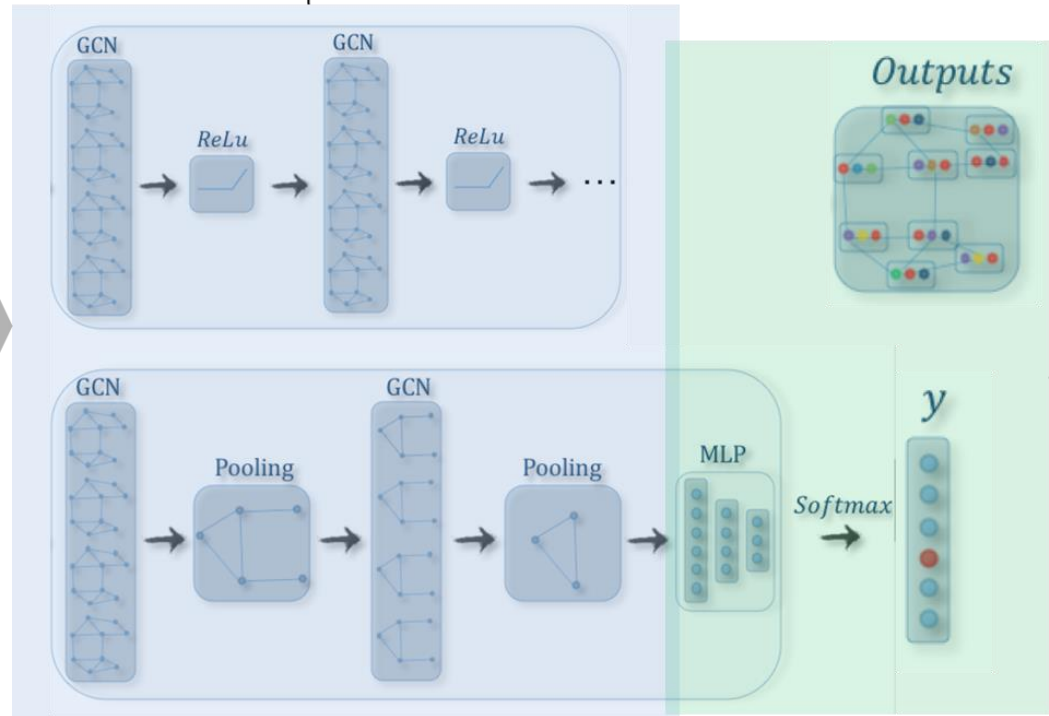 GCN
GCN
ReLu
ReLu
...
Outputs
GCN
Pooling
GCN
Pooling
MLP
Softmax
y